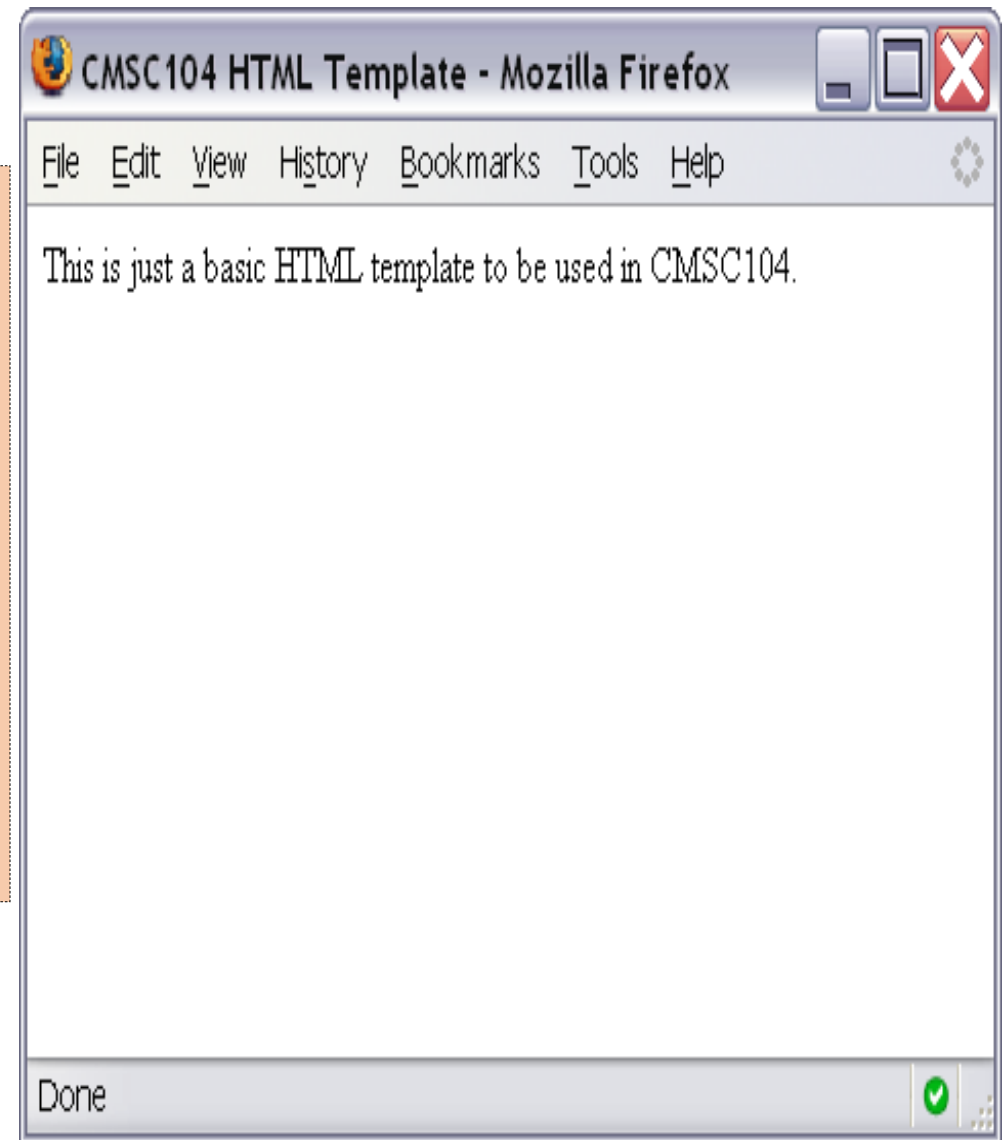 CMSC104 HTML Template - Mozilla Firefox
File Edit View History Bookmarks Tools Help
This is just a basic HTML template to be used in CMSC104.
Done